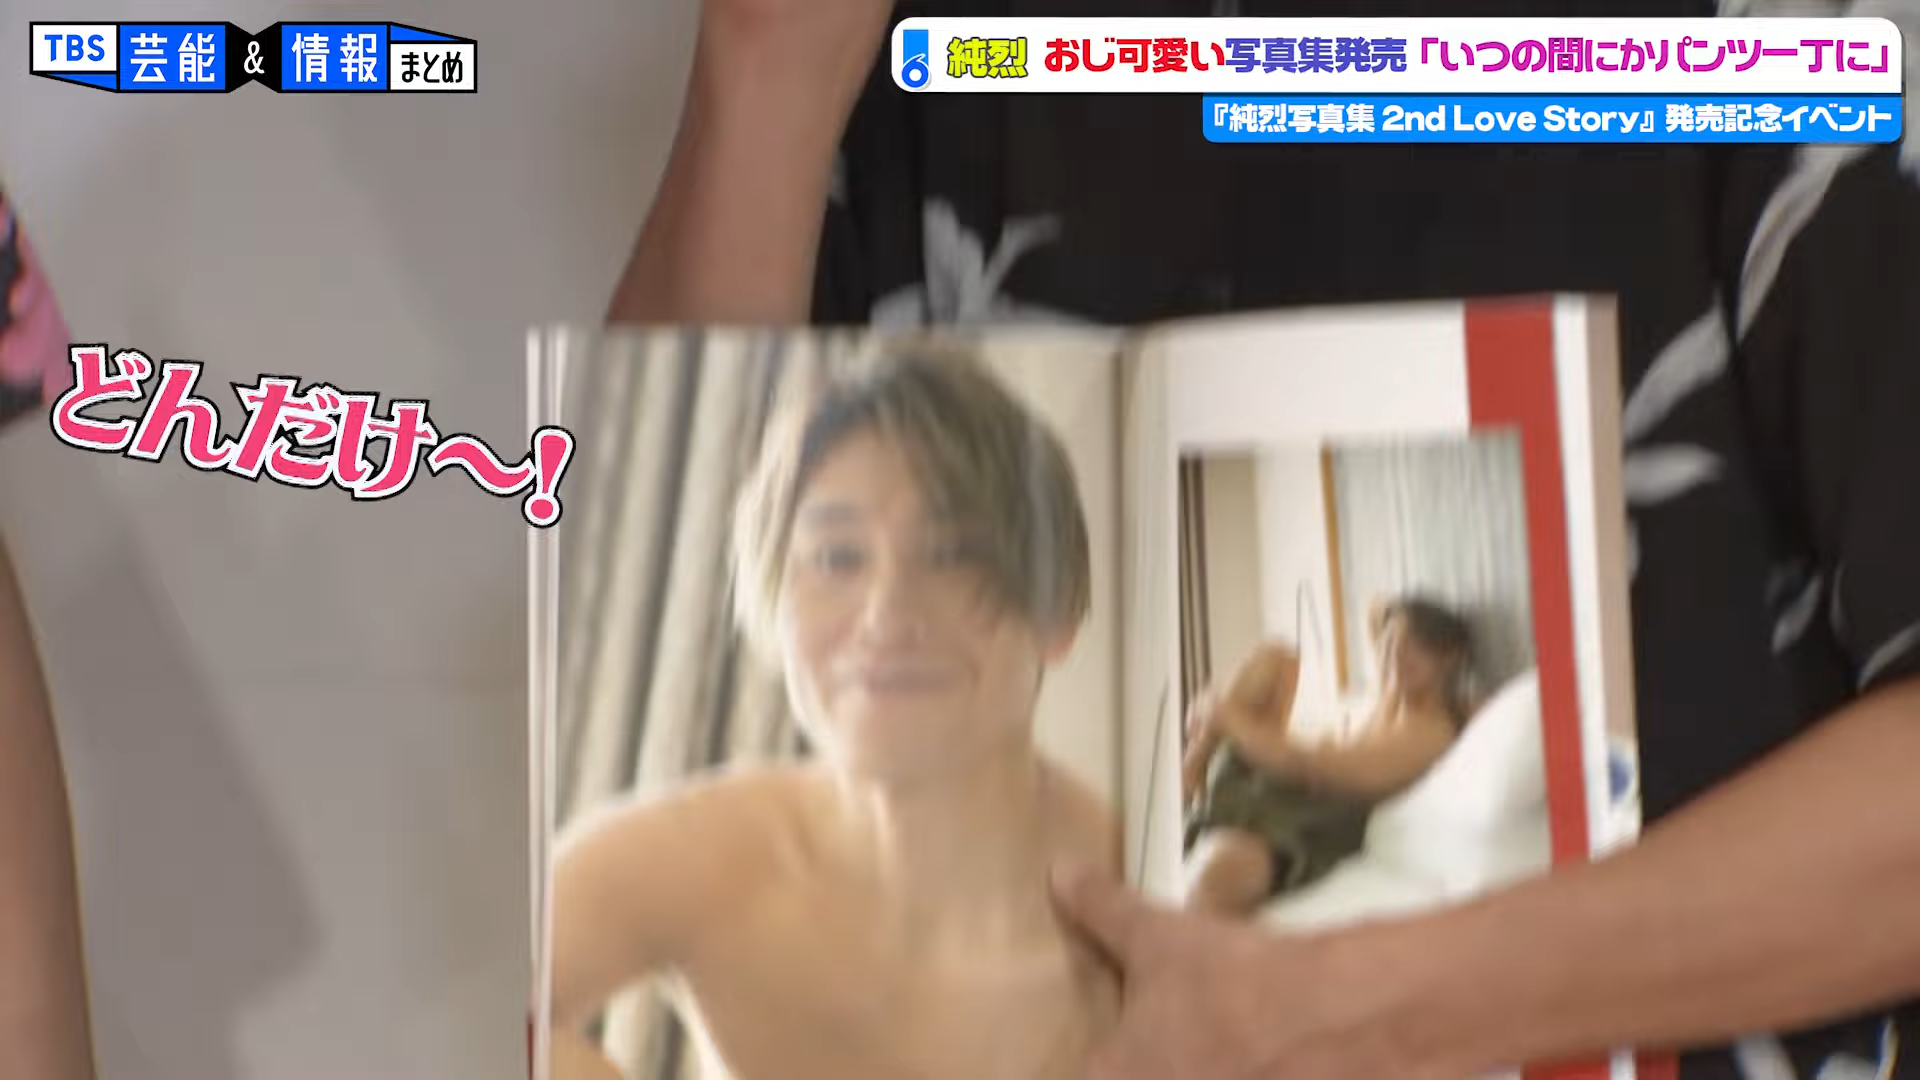 TBS 芸能 & 情報 まとめ
6 純烈 おじ可愛い写真集発売「いつの間にかパンツ一丁に」
『純烈写真集 2nd Love Story』発売記念イベント
どんだけ〜!